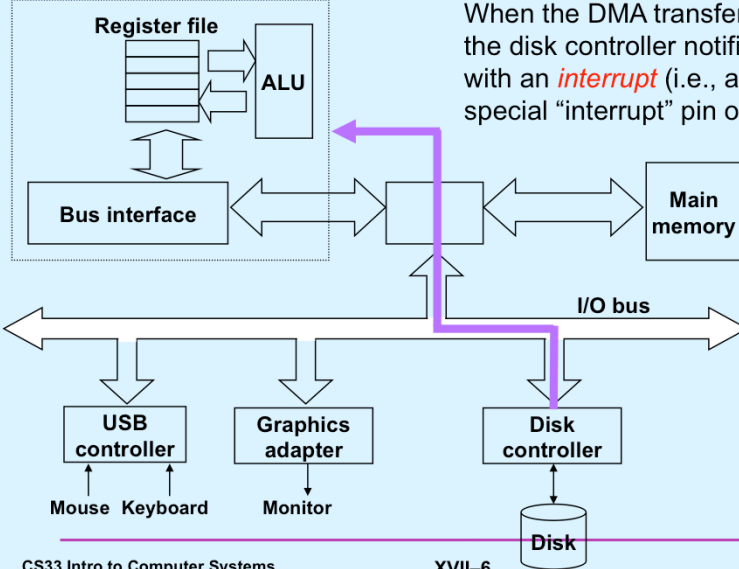 When the DMA transfer
the disk controller notifi
with an interrupt (i.e., a
special “interrupt” pin o
Register file
ALU
Bus interface
Main
memory
I/O bus
USB
controller
Graphics
adapter
Disk
controller
Mouse Keyboard
Monitor
Disk
CS33 Intro to Computer Systems
XVII–6